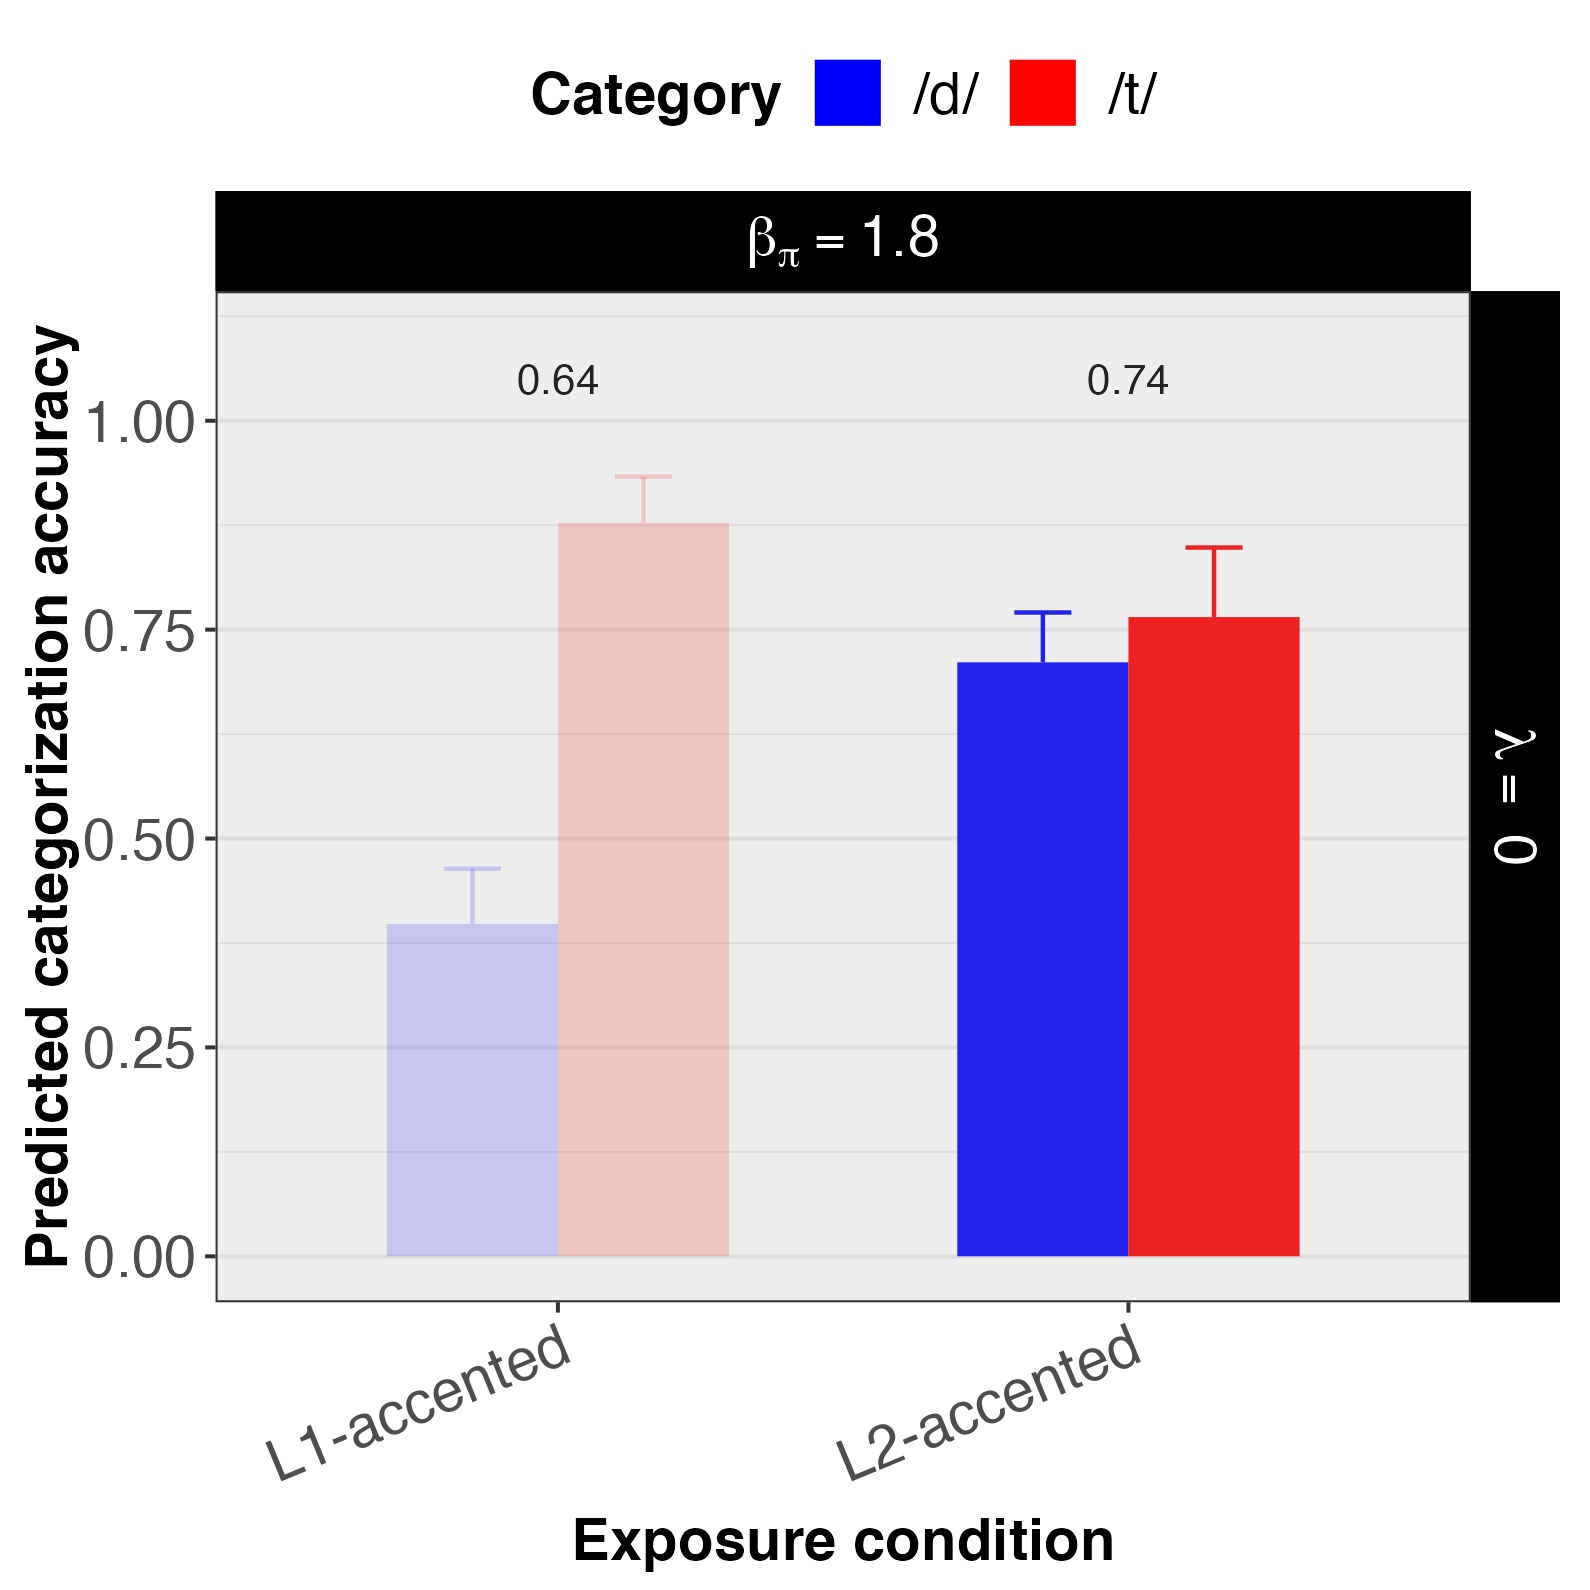 Category /d/ /t/
βπ = 1.8
0.64 0.74
1.00
0.75
0.50
0.25
0.00
Predicted categorization accuracy
λ = 0
L1-accented L2-accented
Exposure condition